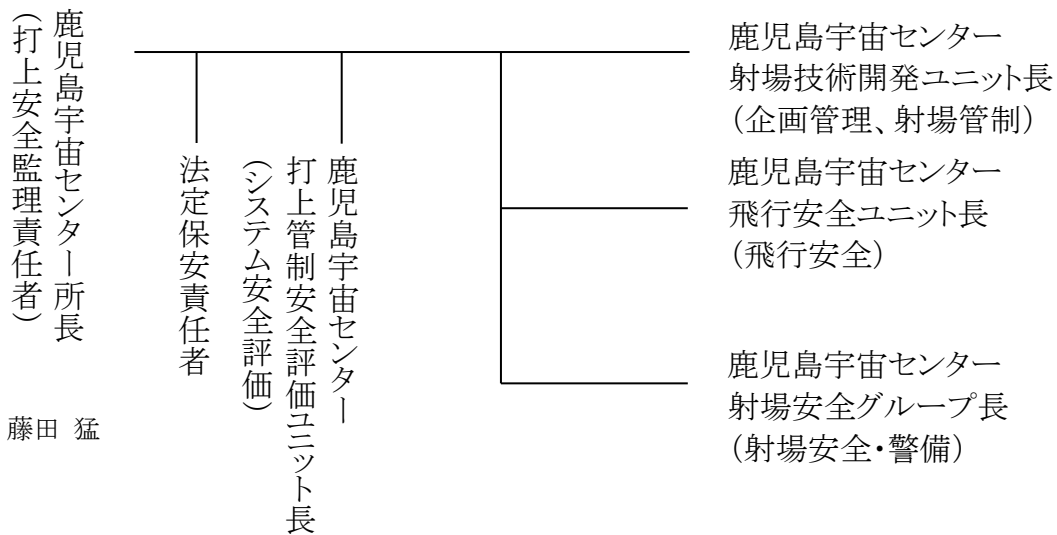 鹿児島宇宙センター所長
（打上安全監理責任者）
藤田 猛
法定保安責任者
鹿児島宇宙センター
打上管制安全評価ユニット長
（システム安全評価）
鹿児島宇宙センター
射場技術開発ユニット長
（企画管理、射場管制）
鹿児島宇宙センター
飛行安全ユニット長
（飛行安全）
鹿児島宇宙センター
射場安全グループ長
（射場安全・警備）